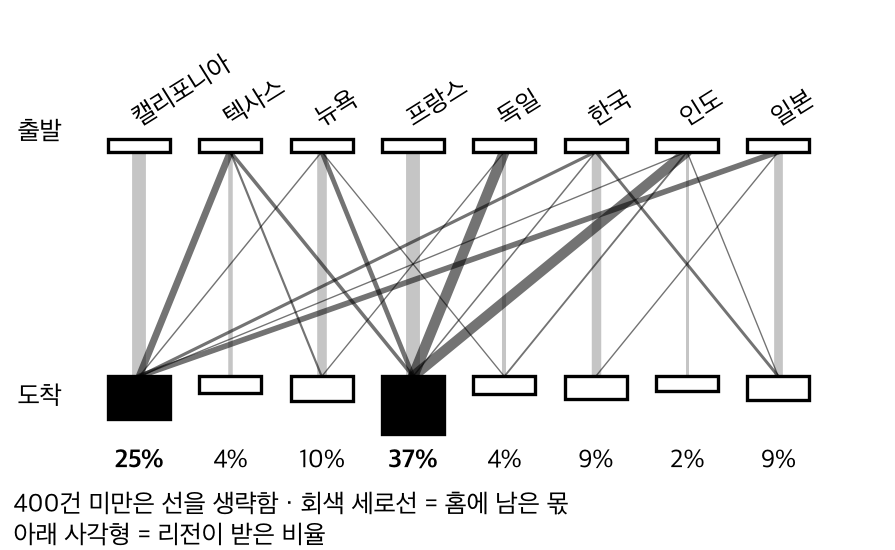 캘리포니아 텍사스 뉴욕 프랑스 독일 한국 인도 일본
출발
도착
25% 4% 10% 37% 4% 9% 2% 9%
400건 미만은 선을 생략함 · 회색 세로선 = 홈에 남은 몫
아래 사각형 = 리전이 받은 비율